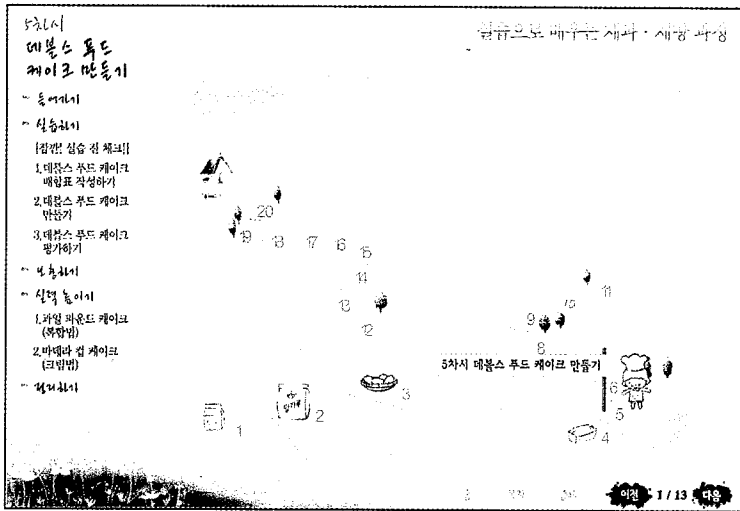 5차시
데블스 푸드
케이크 만들기
실습으로 배우는 제과 · 제빵 과정
들어가기
실습하기
[잠깐! 실습 전 체크!]
1.데블스 푸드 케이크
배합표 작성하기
2.데블스 푸드 케이크
만들기
3.데블스 푸드 케이크
평가하기
보충하기
실력 높이기
1.과일 파운드 케이크
(복합법)
2.마데라 컵 케이크
(크림법)
정리하기
20
19 18 17 16 15
14
13
12
11
10
9
8
5차시 데블스 푸드 케이크 만들기
6
5
4
3
2
1
밀가루
이전 1 / 13 다음